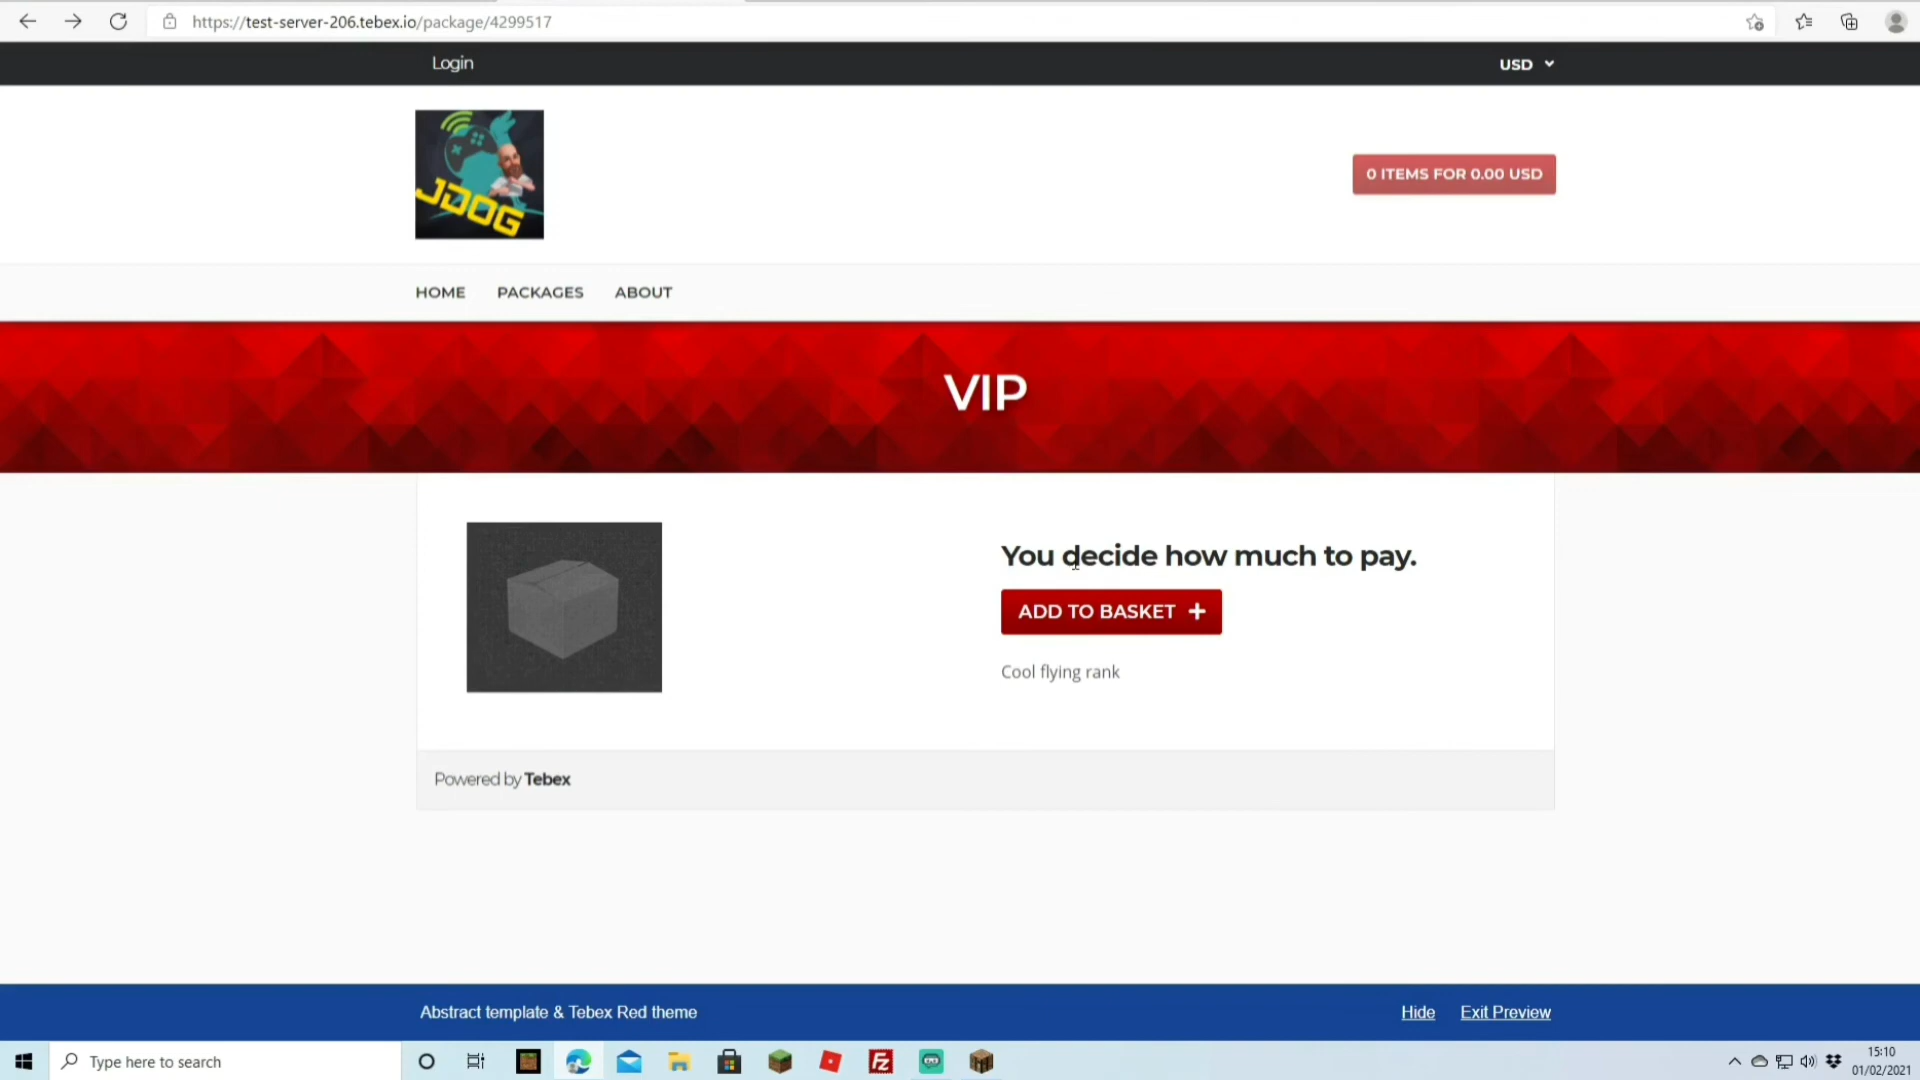 https://test-server-206.tebex.io/package/4299517
Login
USD
JDOG
0 ITEMS FOR 0.00 USD
HOME PACKAGES ABOUT
VIP
You decide how much to pay.
ADD TO BASKET +
Cool flying rank
Powered by Tebex
Abstract template & Tebex Red theme
Hide Exit Preview
Type here to search
FZ
15:10
01/02/2021